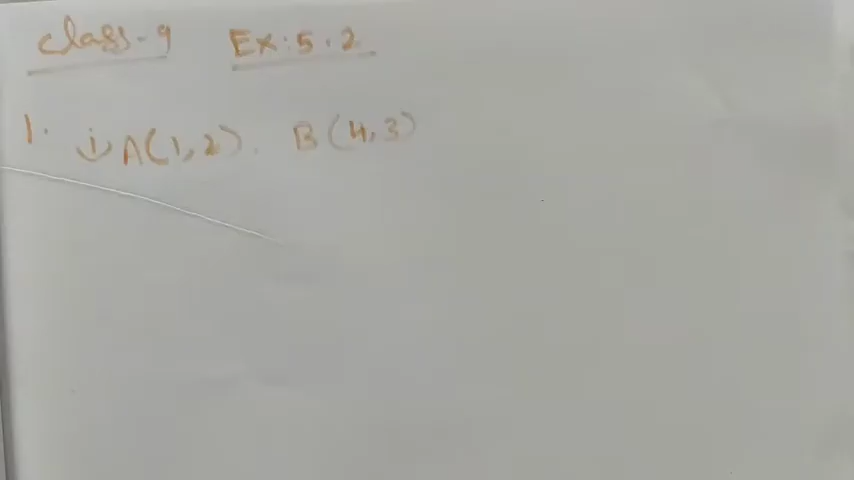 Class-9 Ex:5.2
1. i) A(1,2). B(4,3)